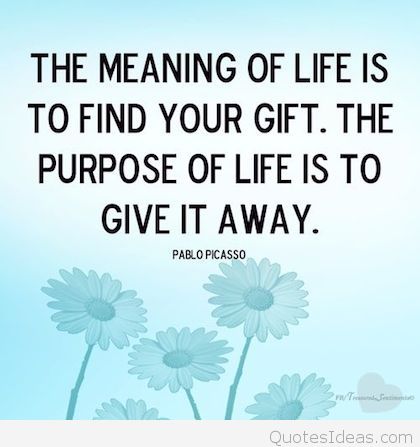 THE MEANING OF LIFE IS
TO FIND YOUR GIFT. THE
PURPOSE OF LIFE IS TO
GIVE IT AWAY.
PABLO PICASSO
QuotesIdeas.com